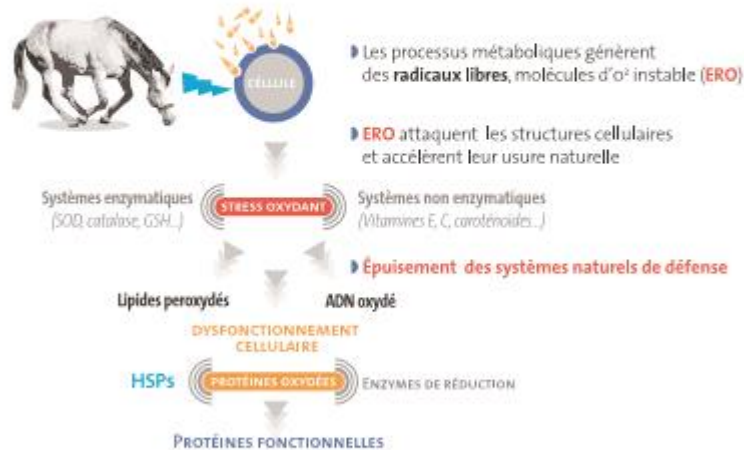 CELLULE
Les processus métaboliques génèrent
des radicaux libres, molécules d'o² instable (ERO)
ERO attaquent les structures cellulaires
et accélèrent leur usure naturelle
Systèmes enzymatiques
(SOD, catalase, GSH...)
STRESS OXYDANT
Systèmes non enzymatiques
(Vitamines E, C, caroténoides...)
Épuisement des systèmes naturels de défense
Lipides peroxydés
ADN oxydé
DYSFONCTIONNEMENT
CELLULAIRE
HSPs
PROTÉINES OXYDÉES
ENZYMES DE RÉDUCTION
PROTÉINES FONCTIONNELLES